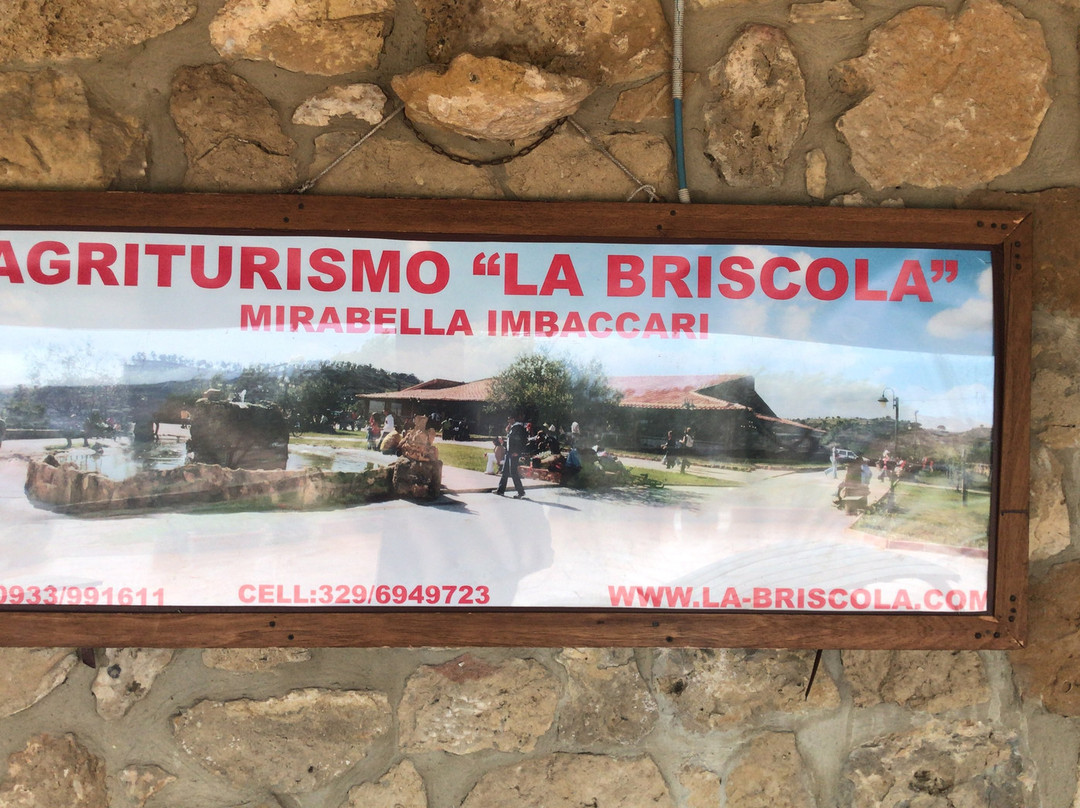 AGRITURISMO “LA BRISCOLA”
MIRABELLA IMBACCARI
0933/991611 CELL:329/6949723 WWW.LA-BRISCOLA.COM